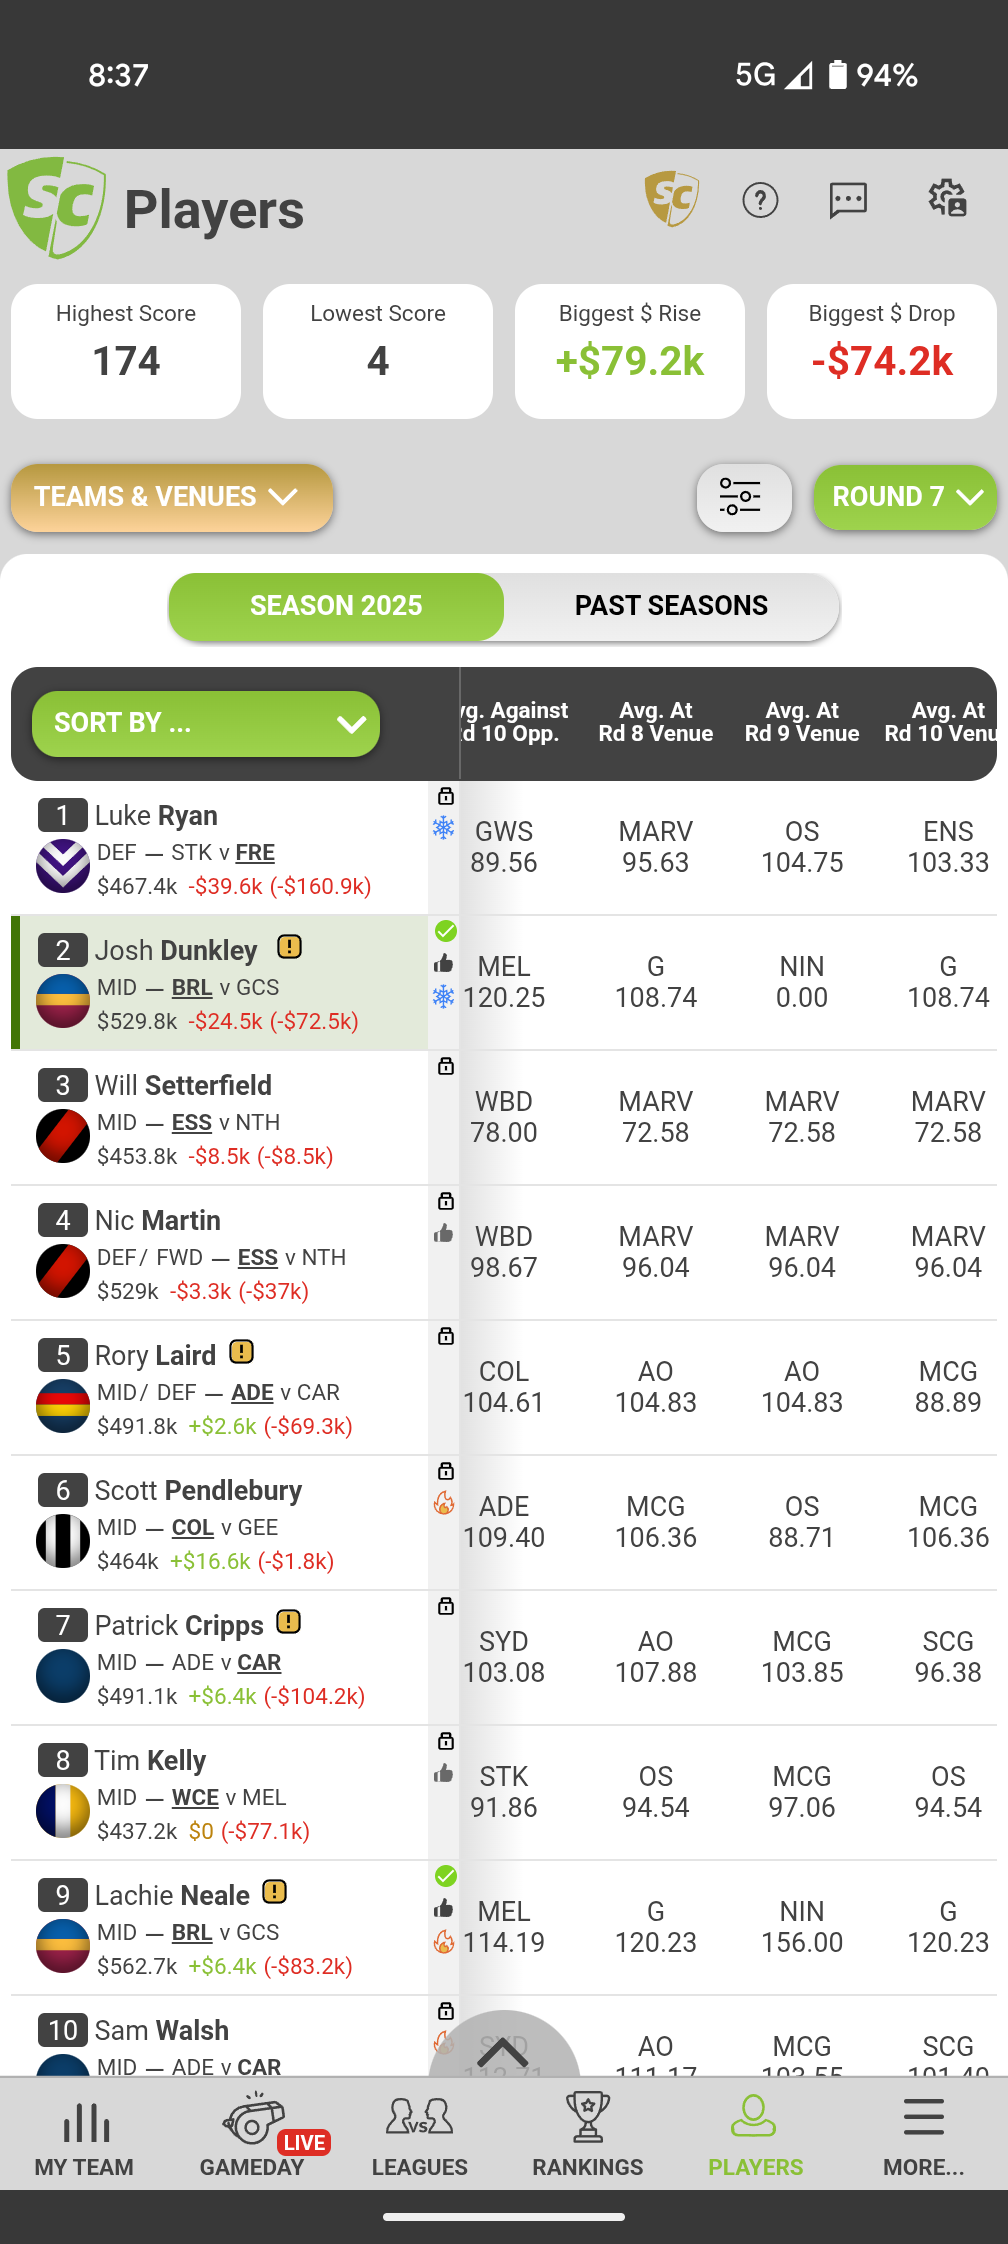 8:37
5G 94%
SC Players SC ?
Highest Score
174
Lowest Score
4
Biggest $ Rise
+$79.2k
Biggest $ Drop
-$74.2k
TEAMS & VENUES
ROUND 7
SEASON 2025
PAST SEASONS
SORT BY ...
vg. Against
d 10 Opp.
Avg. At
Rd 8 Venue
Avg. At
Rd 9 Venue
Avg. At
Rd 10 Venu
1 Luke Ryan
DEF — STK v FRE
$467.4k -$39.6k (-$160.9k)
GWS MARV OS ENS
89.56 95.63 104.75 103.33
2 Josh Dunkley !
MID — BRL v GCS
$529.8k -$24.5k (-$72.5k)
MEL G NIN G
120.25 108.74 0.00 108.74
3 Will Setterfield
MID — ESS v NTH
$453.8k -$8.5k (-$8.5k)
WBD MARV MARV MARV
78.00 72.58 72.58 72.58
4 Nic Martin
DEF/ FWD — ESS v NTH
$529k -$3.3k (-$37k)
WBD MARV MARV MARV
98.67 96.04 96.04 96.04
5 Rory Laird !
MID/ DEF — ADE v CAR
$491.8k +$2.6k (-$69.3k)
COL AO AO MCG
104.61 104.83 104.83 88.89
6 Scott Pendlebury
MID — COL v GEE
$464k +$16.6k (-$1.8k)
ADE MCG OS MCG
109.40 106.36 88.71 106.36
7 Patrick Cripps !
MID — ADE v CAR
$491.1k +$6.4k (-$104.2k)
SYD AO MCG SCG
103.08 107.88 103.85 96.38
8 Tim Kelly
MID — WCE v MEL
$437.2k $0 (-$77.1k)
STK OS MCG OS
91.86 94.54 97.06 94.54
9 Lachie Neale !
MID — BRL v GCS
$562.7k +$6.4k (-$83.2k)
MEL G NIN G
114.19 120.23 156.00 120.23
10 Sam Walsh
MID — ADE v CAR
SYD AO MCG SCG
MY TEAM
GAMEDAY
LIVE
VS
LEAGUES
RANKINGS
PLAYERS
MORE...